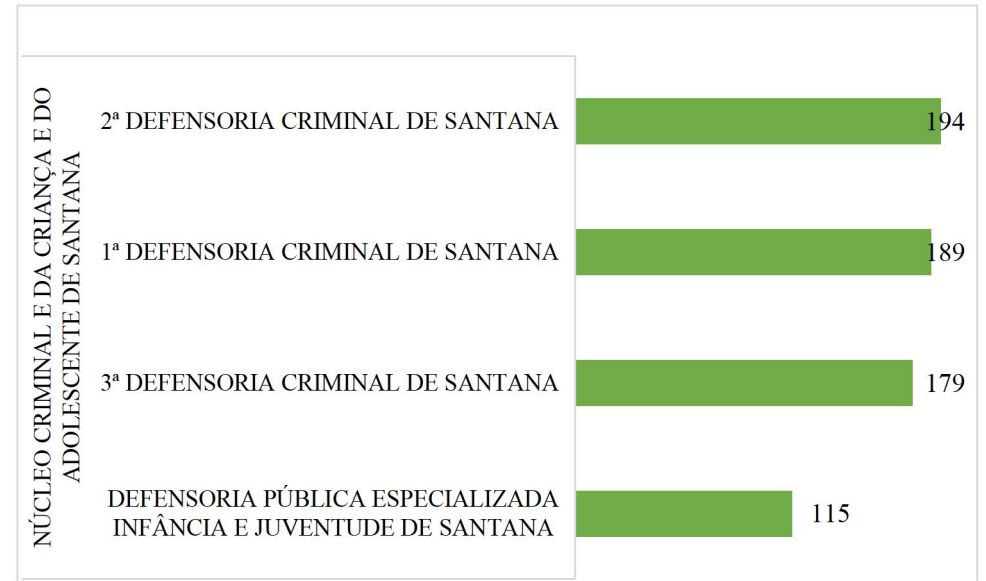 NÚCLEO CRIMINAL E DA CRIANÇA E DO
ADOLESCENTE DE SANTANA
2ª DEFENSORIA CRIMINAL DE SANTANA
194
1ª DEFENSORIA CRIMINAL DE SANTANA
189
3ª DEFENSORIA CRIMINAL DE SANTANA
179
DEFENSORIA PÚBLICA ESPECIALIZADA
INFÂNCIA E JUVENTUDE DE SANTANA
115